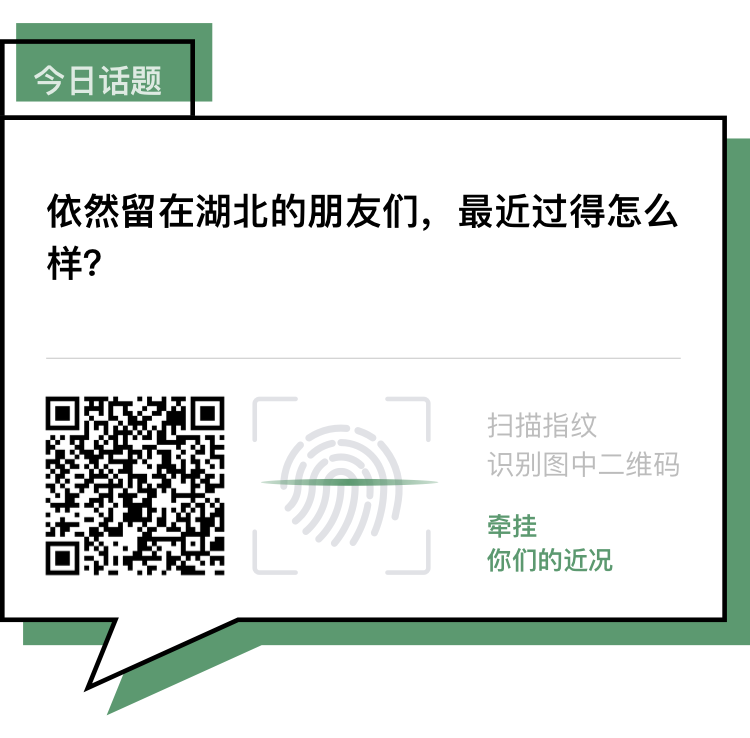 今日话题
依然留在湖北的朋友们，最近过得怎么
样？
扫描指纹
识别图中二维码
牵挂
你们的近况